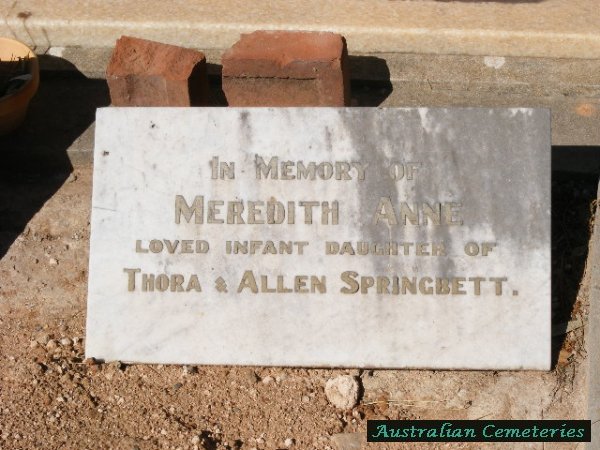 In Memory of
Meredith Anne
loved infant daughter of
Thora & Allen Springbett.
Australian Cemeteries